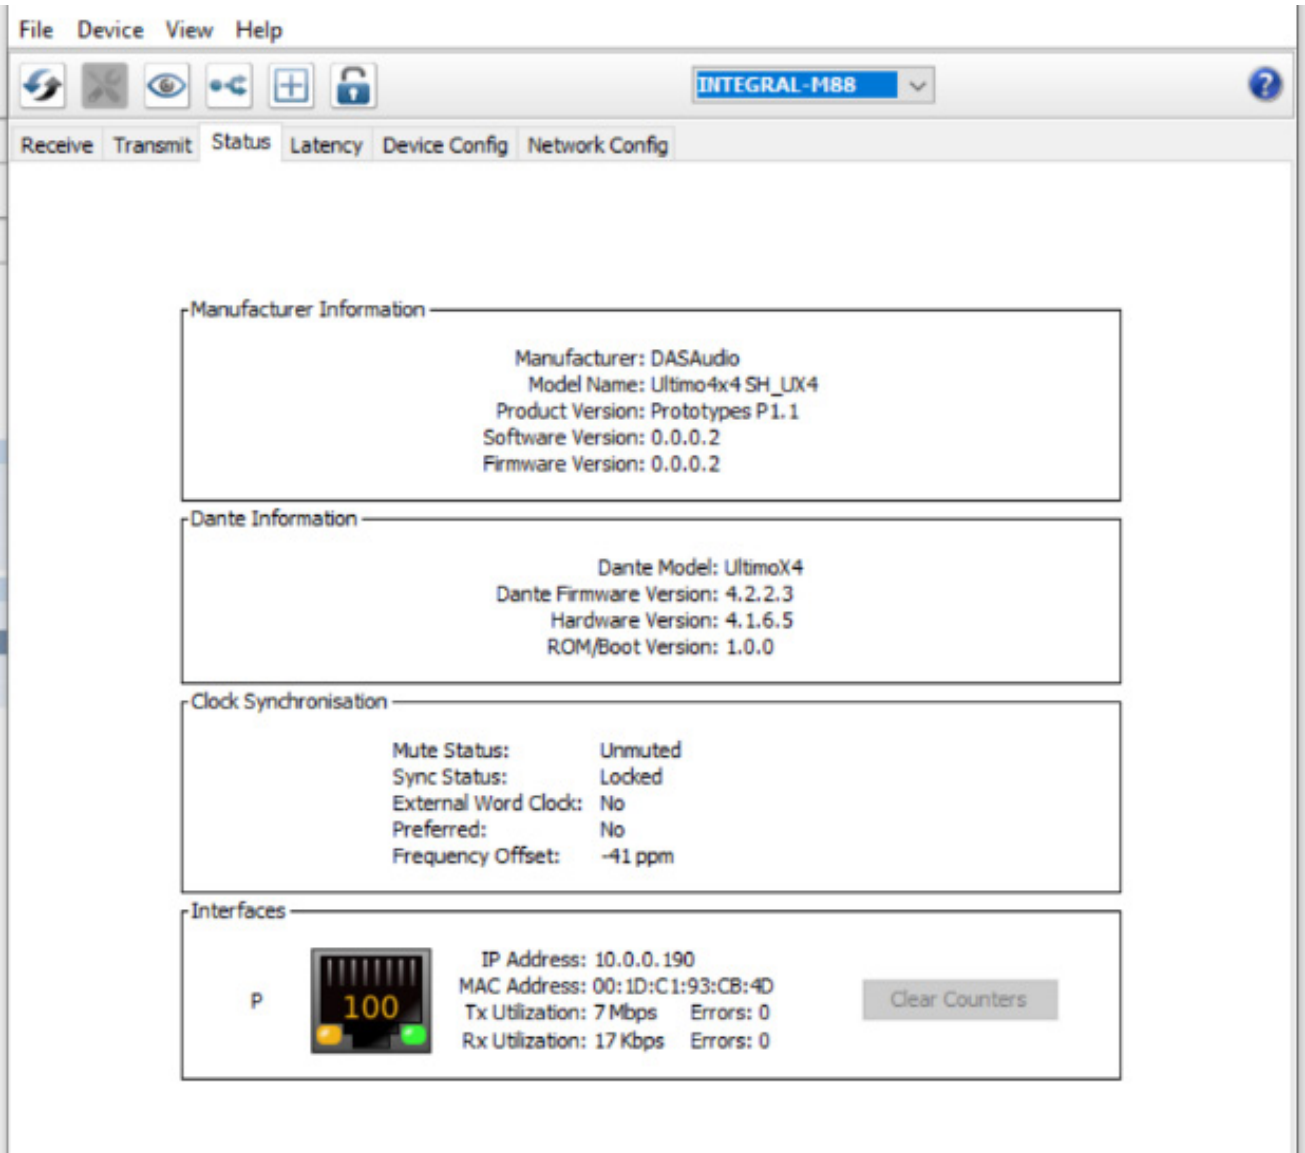 File Device View Help
INTEGRAL-M88
?
Receive Transmit Status Latency Device Config Network Config
Manufacturer Information
Manufacturer: DASAudio
Model Name: Ultimo4x4 SH_UX4
Product Version: Prototypes P1.1
Software Version: 0.0.0.2
Firmware Version: 0.0.0.2
Dante Information
Dante Model: UltimoX4
Dante Firmware Version: 4.2.2.3
Hardware Version: 4.1.6.5
ROM/Boot Version: 1.0.0
Clock Synchronisation
Mute Status: Unmuted
Sync Status: Locked
External Word Clock: No
Preferred: No
Frequency Offset: -41 ppm
Interfaces
P
100
IP Address: 10.0.0.190
MAC Address: 00:1D:C1:93:CB:4D
Tx Utilization: 7 Mbps Errors: 0
Rx Utilization: 17 Kbps Errors: 0
Clear Counters